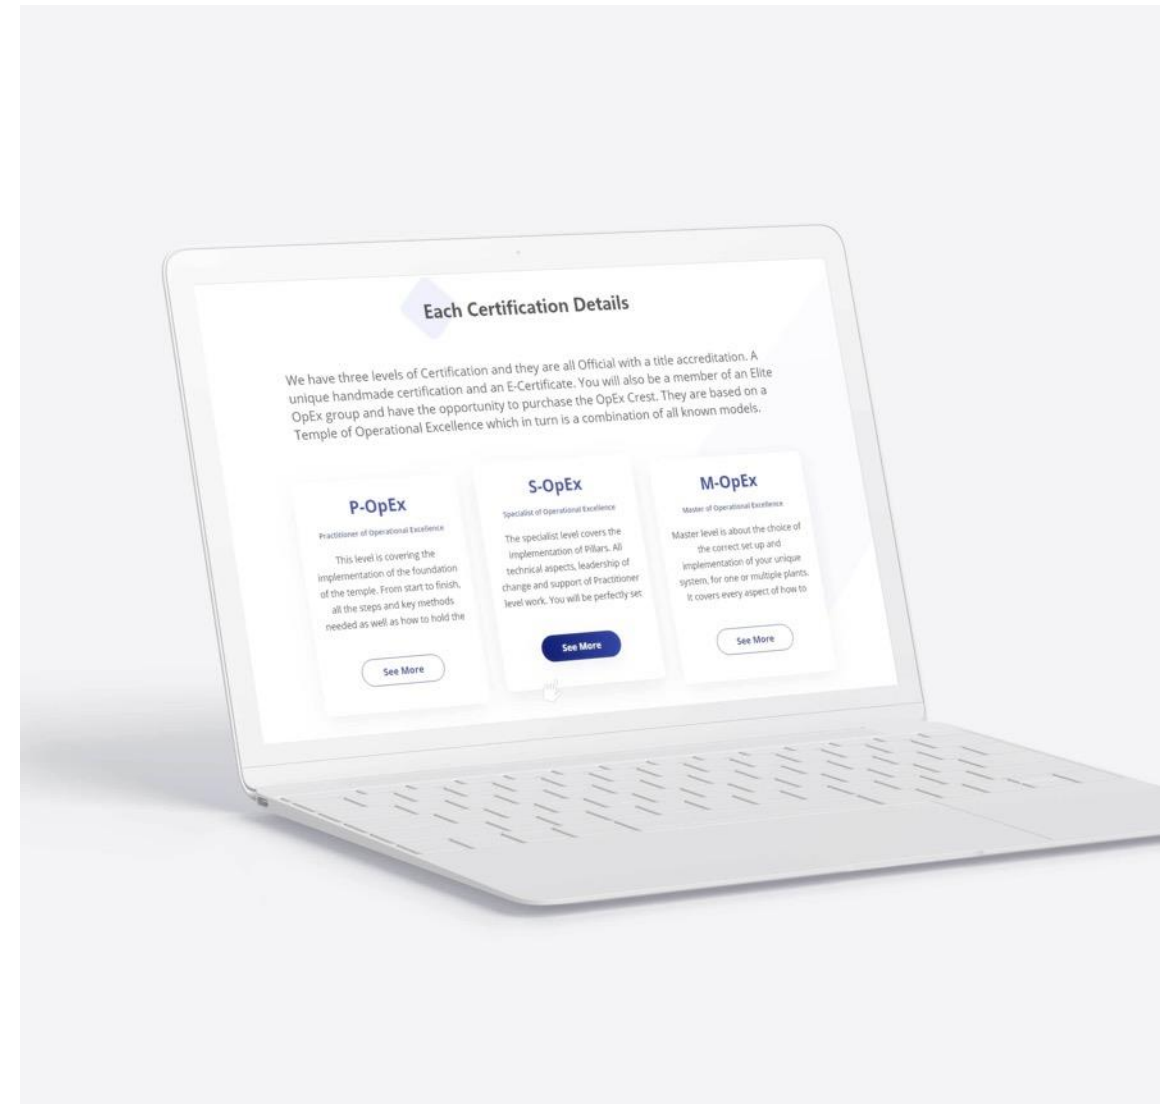 Each Certification Details
We have three levels of Certification and they are all Official with a title accreditation. A
unique handmade certification and an E-Certificate. You will also be a member of an Elite
OpEx group and have the opportunity to purchase the OpEx Crest. They are based on a
Temple of Operational Excellence which in turn is a combination of all known models.
P-OpEx
Practitioner of Operational Excellence
This level is covering the
implementation of the foundation
of the temple. From start to finish,
all the steps and key methods
needed as well as how to hold the
See More
S-OpEx
Specialist of Operational Excellence
The specialist level covers the
implementation of Pillars. All
technical aspects, leadership of
change and support of Practitioner
level work. You will be perfectly set
See More
M-OpEx
Master of Operational Excellence
Master level is about the choice of
the correct set up and
implementation of your unique
system, for one or multiple plants.
It covers every aspect of how to
See More